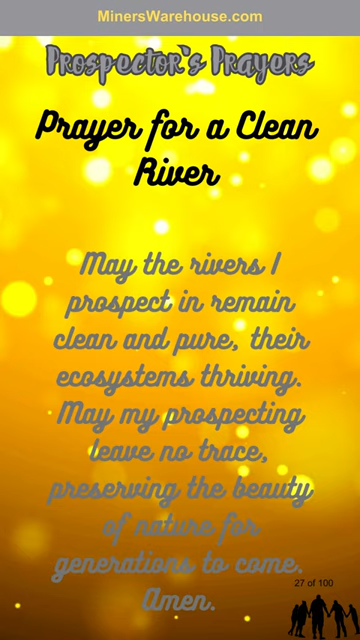 MinersWarehouse.com
Prospector's Prayers
Prayer for a Clean
River
May the rivers I
prospect in remain
clean and pure, their
ecosystems thriving.
May my prospecting
leave no trace,
preserving the beauty
of nature for
generations to come.
Amen.
27 of 100